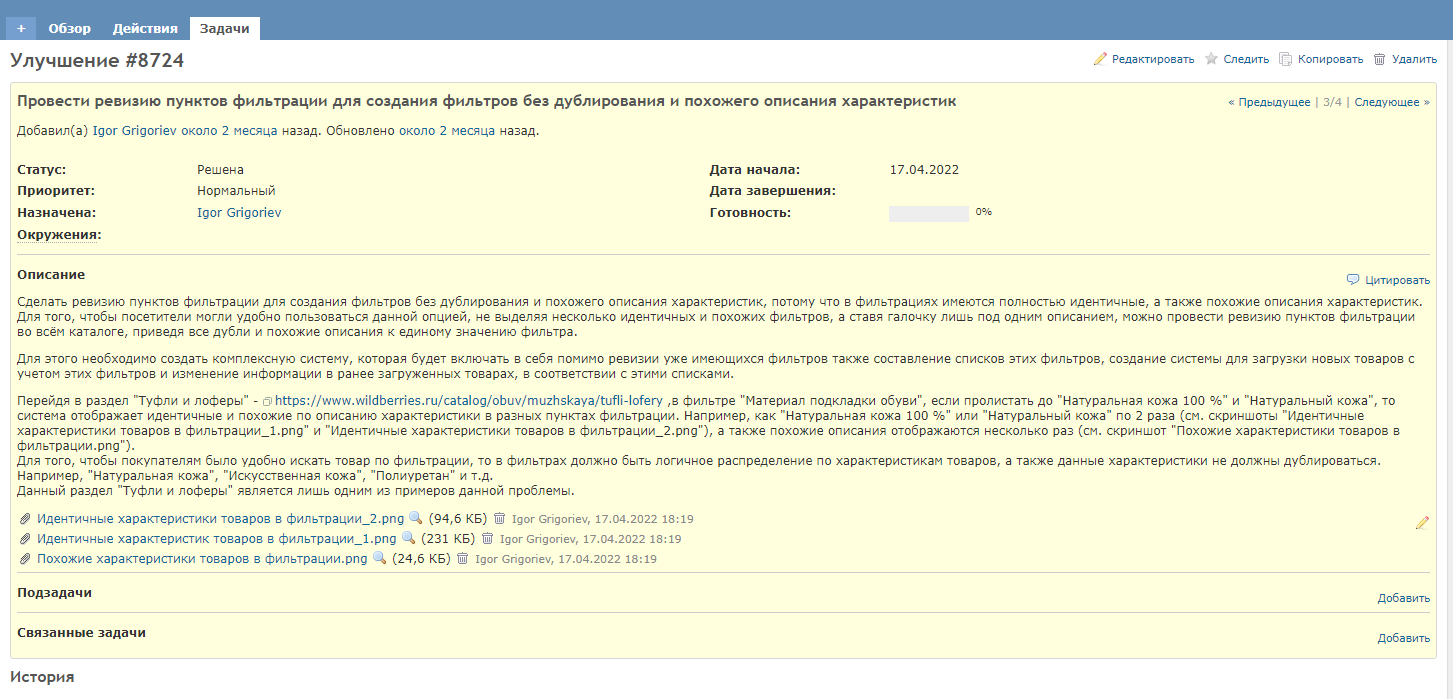 + Обзор Действия Задачи
Улучшение #8724
Редактировать Следить Копировать Удалить
Провести ревизию пунктов фильтрации для создания фильтров без дублирования и похожего описания характеристик
« Предыдущее | 3/4 | Следующее »
Добавил(а) Igor Grigoriev около 2 месяца назад. Обновлено около 2 месяца назад.
Статус: Решена Дата начала: 17.04.2022
Приоритет: Нормальный Дата завершения:
Назначена: Igor Grigoriev Готовность: 0%
Окружения:
Описание
Цитировать
Сделать ревизию пунктов фильтрации для создания фильтров без дублирования и похожего описания характеристик, потому что в фильтрациях имеются полностью идентичные, а также похожие описания характеристик.
Для того, чтобы посетители могли удобно пользоваться данной опцией, не выделяя несколько идентичных и похожих фильтров, а ставя галочку лишь под одним описанием, можно провести ревизию пунктов фильтрации
во всём каталоге, приведя все дубли и похожие описания к единому значению фильтра.
Для этого необходимо создать комплексную систему, которая будет включать в себя помимо ревизии уже имеющихся фильтров также составление списков этих фильтров, создание системы для загрузки новых товаров с
учетом этих фильтров и изменение информации в ранее загруженных товарах, в соответствии с этими списками.
Перейдя в раздел "Туфли и лоферы" - https://www.wildberries.ru/catalog/obuv/muzhskaya/tufli-lofery ,в фильтре "Материал подкладки обуви", если пролистать до "Натуральная кожа 100 %" и "Натуральный кожа", то
система отображает идентичные и похожие по описанию характеристики в разных пунктах фильтрации. Например, как "Натуральная кожа 100 %" или "Натуральный кожа" по 2 раза (см. скриншоты "Идентичные
характеристики товаров в фильтрации_1.png" и "Идентичные характеристики товаров в фильтрации_2.png"), а также похожие описания отображаются несколько раз (см. скриншот "Похожие характеристики товаров в
фильтрации.png").
Для того, чтобы покупателям было удобно искать товар по фильтрации, то в фильтрах должно быть логичное распределение по характеристикам товаров, а также данные характеристики не должны дублироваться.
Например, "Натуральная кожа", "Искусственная кожа", "Полиуретан" и т.д.
Данный раздел "Туфли и лоферы" является лишь одним из примеров данной проблемы.
Идентичные характеристики товаров в фильтрации_2.png (94,6 КБ) Igor Grigoriev, 17.04.2022 18:19
Идентичные характеристик товаров в фильтрации_1.png (231 КБ) Igor Grigoriev, 17.04.2022 18:19
Похожие характеристики товаров в фильтрации.png (24,6 КБ) Igor Grigoriev, 17.04.2022 18:19
Подзадачи
Добавить
Связанные задачи
Добавить
История